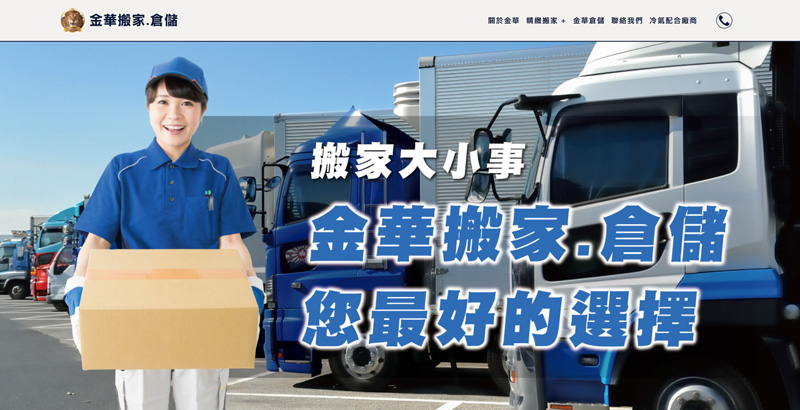 金華搬家.倉儲
關於金華 精緻搬家 + 金華倉儲 聯絡我們 冷氣配合廠商
搬家大小事
金華搬家.倉儲
您最好的選擇